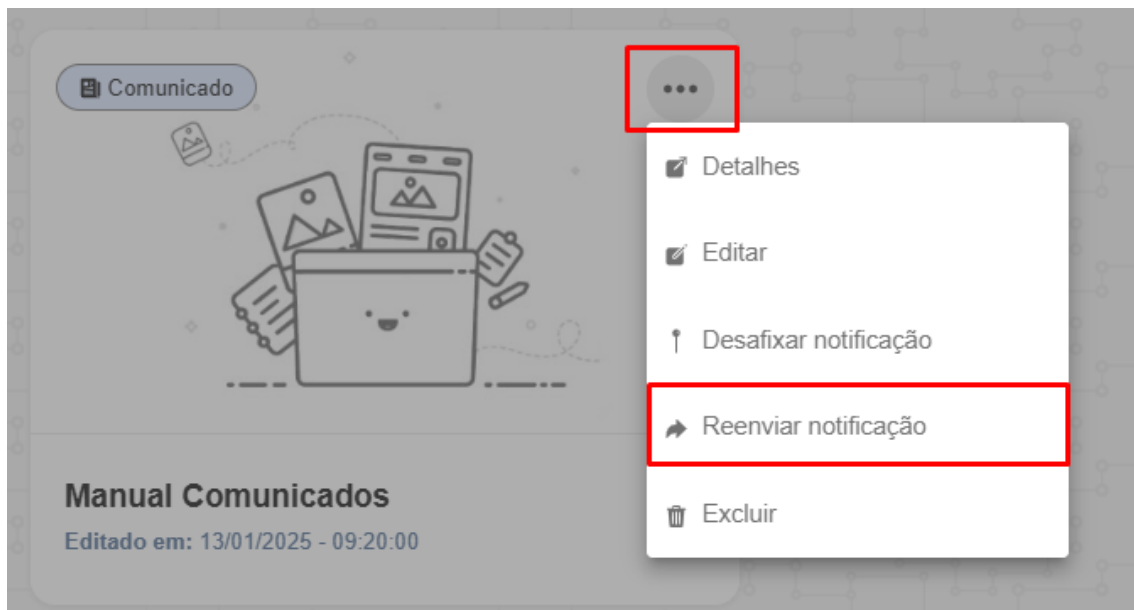 Comunicado
Detalhes
Editar
Desafixar notificação
Reenviar notificação
Excluir
Manual Comunicados
Editado em: 13/01/2025 - 09:20:00